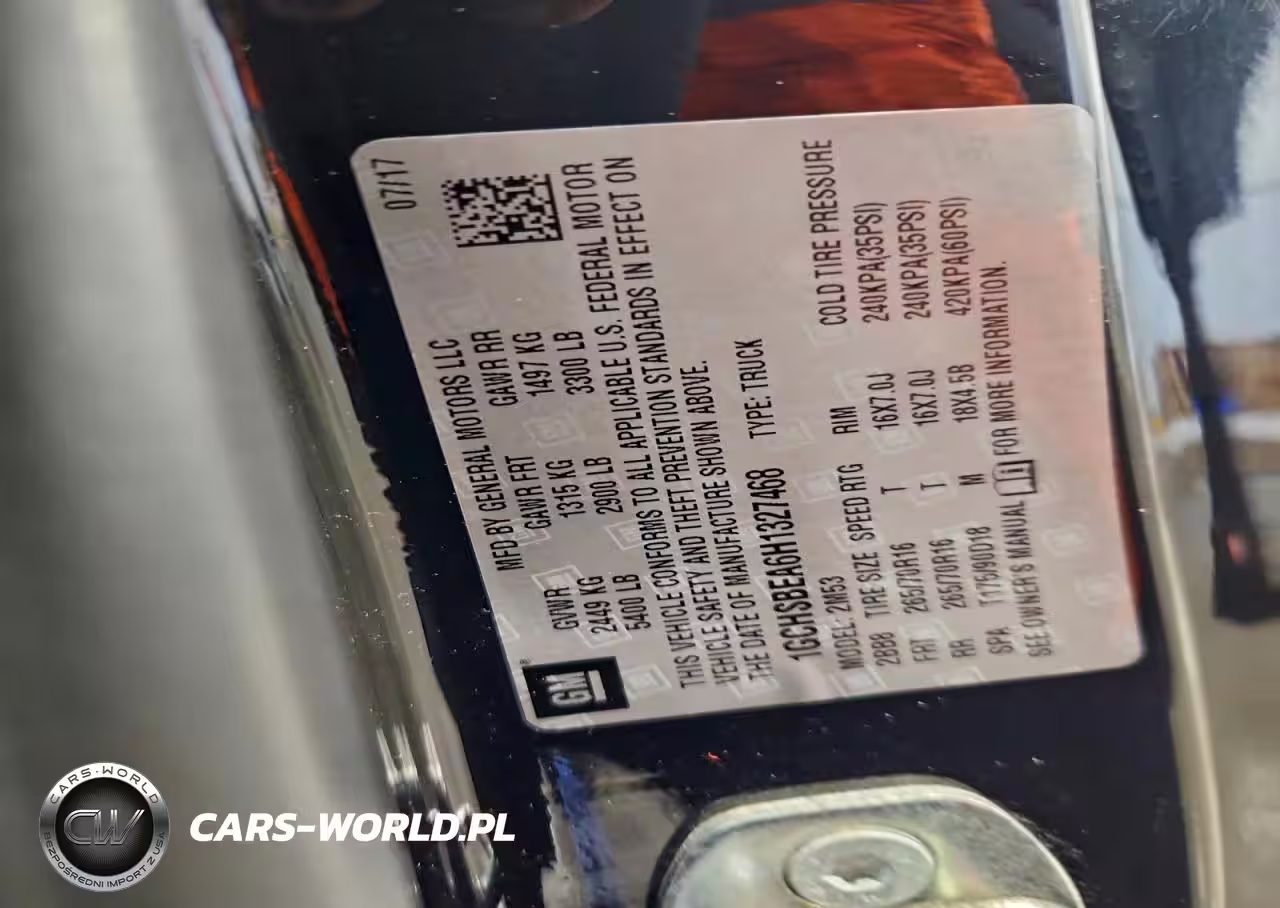 07/17
MFD BY GENERAL MOTORS LLC
GVWR GAWR FRT GAWR RR
2449 KG 1315 KG 1497 KG
5400 LB 2900 LB 3300 LB
THIS VEHICLE CONFORMS TO ALL APPLICABLE U.S. FEDERAL MOTOR
VEHICLE SAFETY AND THEFT PREVENTION STANDARDS IN EFFECT ON
THE DATE OF MANUFACTURE SHOWN ABOVE.
1GCHSBEA6H1327468 TYPE: TRUCK
MODEL: 2M53
2BB8 TIRE SIZE SPEED RTG RIM COLD TIRE PRESSURE
FRT 265/70R16 T 16X7.0J 240KPA(35PSI)
RR 265/70R16 T 16X7.0J 240KPA(35PSI)
SPA T175/90D18 M 18X4.5B 420KPA(60PSI)
SEE OWNER'S MANUAL FOR MORE INFORMATION.
GM
CARS-WORLD
CW
BEZPOŚREDNI IMPORT Z USA
CARS-WORLD.PL